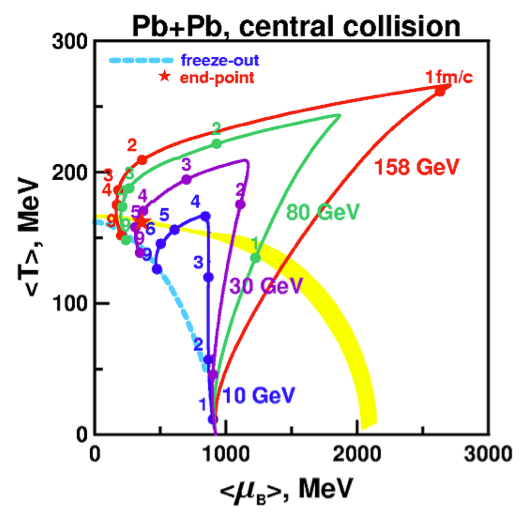 Pb+Pb, central collision
300
200
100
0
<T>, MeV
freeze-out
end-point
1fm/c
2
3
4
9
158 GeV
2
3
9
1
80 GeV
3
4
5
9
2
30 GeV
4
5
6
9
3
2
1
10 GeV
0
1000
2000
3000
<μB>, MeV